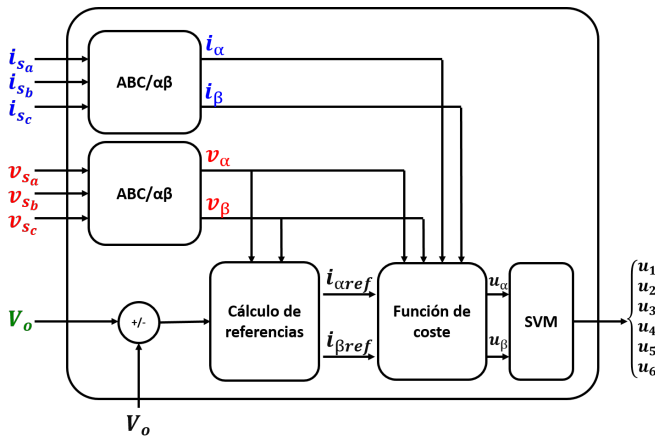 i_{s_a}
i_{s_b}
i_{s_c}
ABC/αβ
i_α
i_β
v_{s_a}
v_{s_b}
v_{s_c}
ABC/αβ
v_α
v_β
V_o
+/-
V_o
Cálculo de
referencias
i_{αref}
i_{βref}
Función de
coste
u_α
u_β
SVM
u_1
u_2
u_3
u_4
u_5
u_6